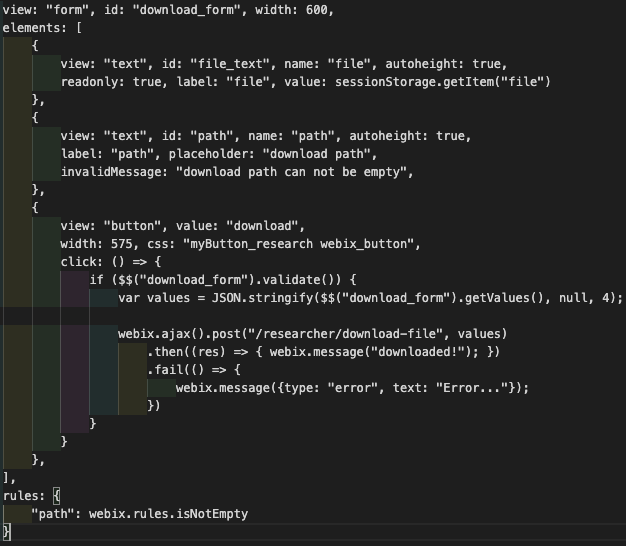 view: "form", id: "download_form", width: 600,
elements: [
{
view: "text", id: "file_text", name: "file", autoheight: true,
readonly: true, label: "file", value: sessionStorage.getItem("file")
},
{
view: "text", id: "path", name: "path", autoheight: true,
label: "path", placeholder: "download path",
invalidMessage: "download path can not be empty",
},
{
view: "button", value: "download",
width: 575, css: "myButton_research webix_button",
click: () => {
if ($$("download_form").validate()) {
var values = JSON.stringify($$("download_form").getValues(), null, 4);
webix.ajax().post("/researcher/download-file", values)
.then((res) => { webix.message("downloaded!"); })
.fail(() => {
webix.message({type: "error", text: "Error..."});
})
}
}
},
],
rules: {
"path": webix.rules.isNotEmpty
}